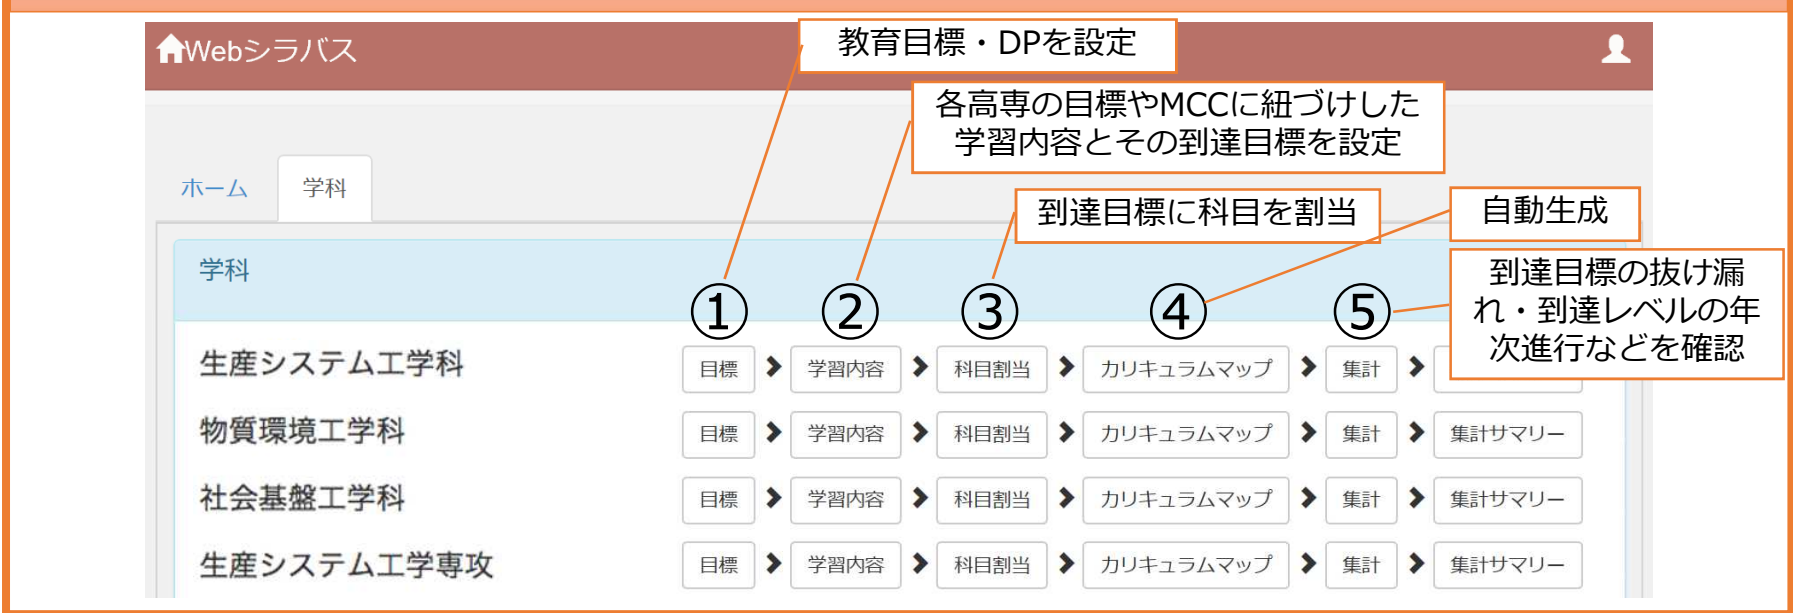 Webシラバス
教育目標・DPを設定
各高専の目標やMCCに紐づけした
学習内容とその到達目標を設定
ホーム 学科
到達目標に科目を割当
自動生成
学科
到達目標の抜け漏
れ・到達レベルの年
次進行などを確認
① ② ③ ④ ⑤
生産システム工学科 目標 学習内容 科目割当 カリキュラムマップ 集計
物質環境工学科 目標 学習内容 科目割当 カリキュラムマップ 集計 集計サマリー
社会基盤工学科 目標 学習内容 科目割当 カリキュラムマップ 集計 集計サマリー
生産システム工学専攻 目標 学習内容 科目割当 カリキュラムマップ 集計 集計サマリー